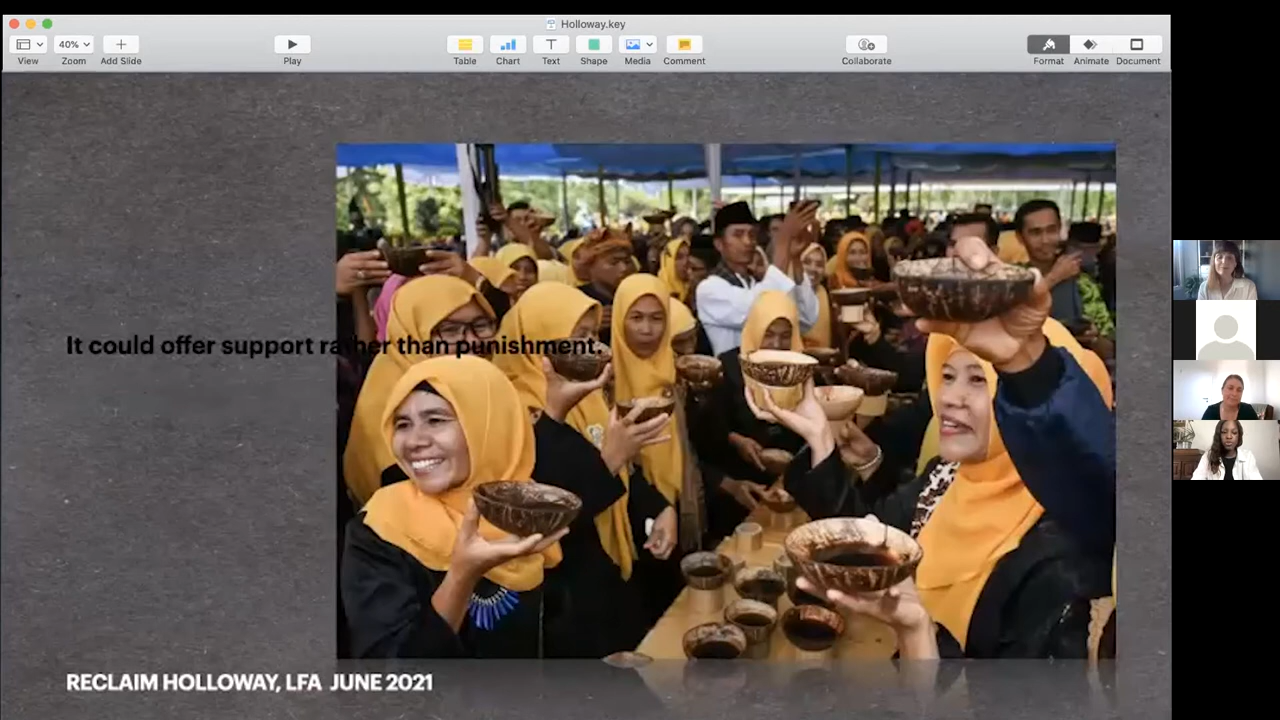 Holloway.key
40%
View
Zoom
Add Slide
Play
Table
Chart
Text
Shape
Media
Comment
Collaborate
Format
Animate
Document
It could offer support rather than punishment.
RECLAIM HOLLOWAY, LFA JUNE 2021